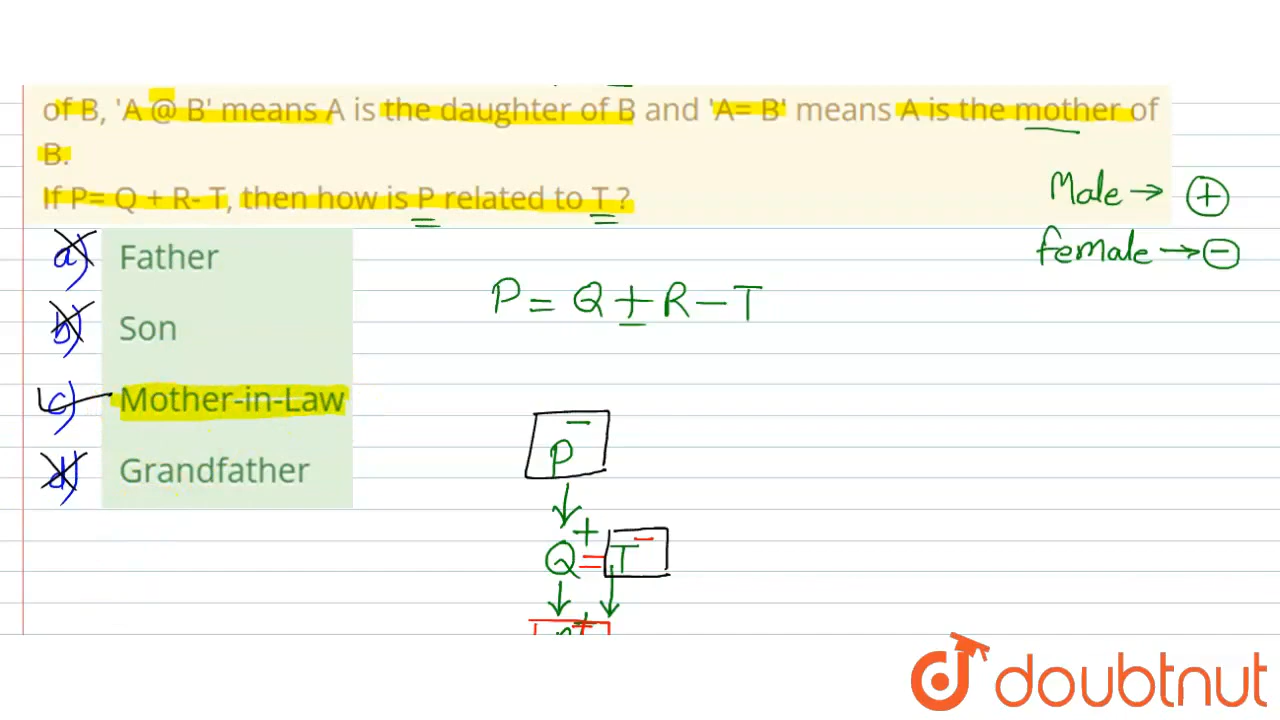 of B, 'A @ B' means A is the daughter of B and 'A= B' means A is the mother of
B.
If P= Q + R- T, then how is P related to T ?
Male → +
female → −
a) Father
P = Q + R − T
b) Son
c) Mother-in-Law
P −
d) Grandfather
Q + = T −
doubtnut